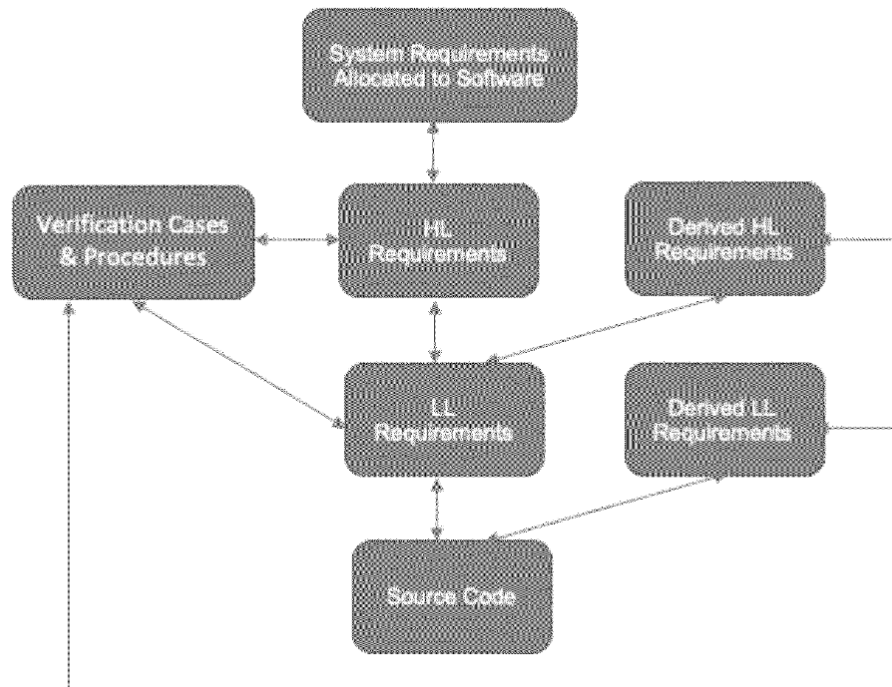 System Requirements
Allocated to Software
Verification Cases
& Procedures
HL
Requirements
Derived HL
Requirements
LL
Requirements
Derived LL
Requirements
Source Code